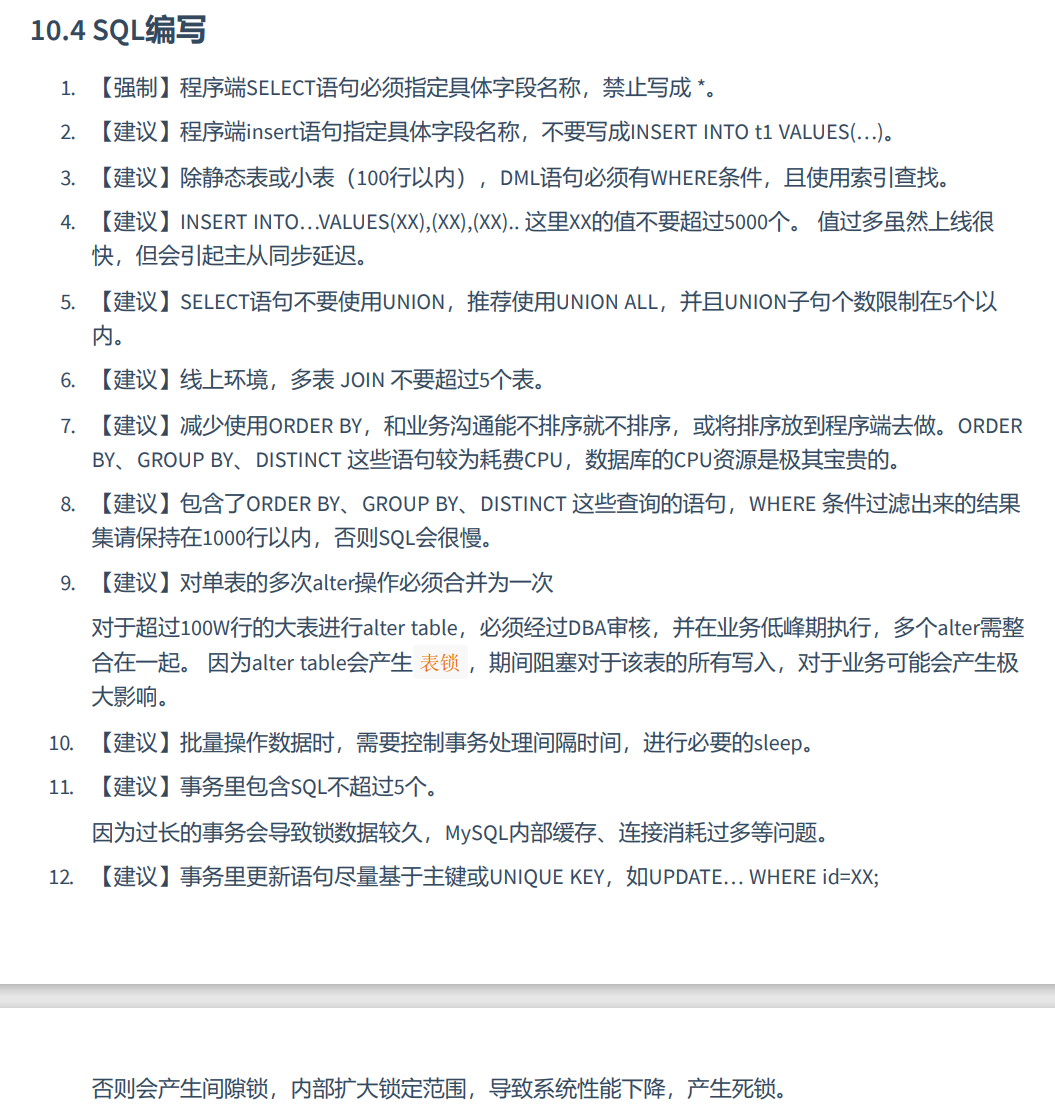 10.4 SQL编写
1. 【强制】程序端SELECT语句必须指定具体字段名称，禁止写成 *。
2. 【建议】程序端insert语句指定具体字段名称，不要写成INSERT INTO t1 VALUES(…)。
3. 【建议】除静态表或小表（100行以内），DML语句必须有WHERE条件，且使用索引查找。
4. 【建议】INSERT INTO…VALUES(XX),(XX),(XX).. 这里XX的值不要超过5000个。 值过多虽然上线很
快，但会引起主从同步延迟。
5. 【建议】SELECT语句不要使用UNION，推荐使用UNION ALL，并且UNION子句个数限制在5个以
内。
6. 【建议】线上环境，多表 JOIN 不要超过5个表。
7. 【建议】减少使用ORDER BY，和业务沟通能不排序就不排序，或将排序放到程序端去做。ORDER
BY、GROUP BY、DISTINCT 这些语句较为耗费CPU，数据库的CPU资源是极其宝贵的。
8. 【建议】包含了ORDER BY、GROUP BY、DISTINCT 这些查询的语句，WHERE 条件过滤出来的结果
集请保持在1000行以内，否则SQL会很慢。
9. 【建议】对单表的多次alter操作必须合并为一次
对于超过100W行的大表进行alter table，必须经过DBA审核，并在业务低峰期执行，多个alter需整
合在一起。 因为alter table会产生 表锁 ，期间阻塞对于该表的所有写入，对于业务可能会产生极
大影响。
10. 【建议】批量操作数据时，需要控制事务处理间隔时间，进行必要的sleep。
11. 【建议】事务里包含SQL不超过5个。
因为过长的事务会导致锁数据较久，MySQL内部缓存、连接消耗过多等问题。
12. 【建议】事务里更新语句尽量基于主键或UNIQUE KEY，如UPDATE… WHERE id=XX;
否则会产生间隙锁，内部扩大锁定范围，导致系统性能下降，产生死锁。